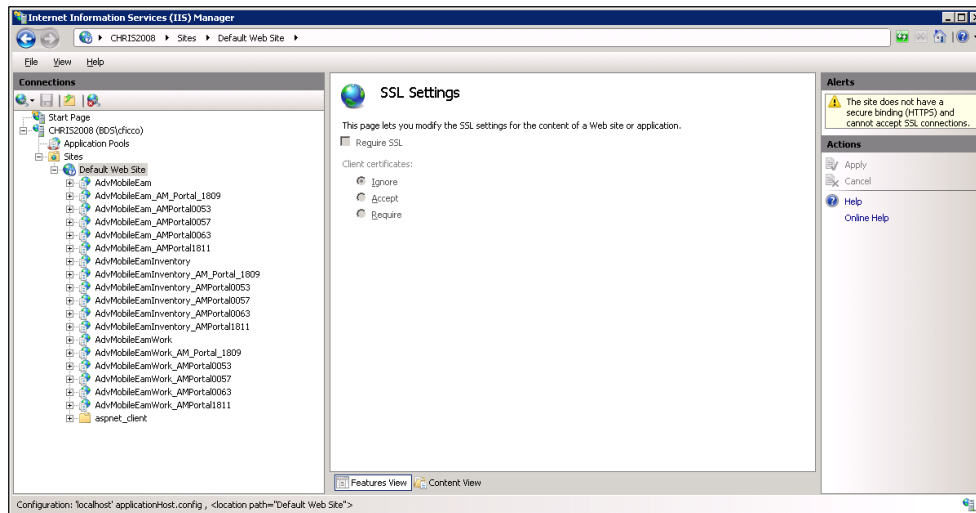 Internet Information Services (IIS) Manager
CHRIS2008 ▸ Sites ▸ Default Web Site ▸
File View Help
Connections
Start Page
CHRIS2008 (BDS\cficco)
Application Pools
Sites
Default Web Site
AdvMobileEam
AdvMobileEam_AM_Portal_1809
AdvMobileEam_AMPortal0053
AdvMobileEam_AMPortal0057
AdvMobileEam_AMPortal0063
AdvMobileEam_AMPortal1811
AdvMobileEamInventory
AdvMobileEamInventory_AM_Portal_1809
AdvMobileEamInventory_AMPortal0053
AdvMobileEamInventory_AMPortal0057
AdvMobileEamInventory_AMPortal0063
AdvMobileEamInventory_AMPortal1811
AdvMobileEamWork
AdvMobileEamWork_AM_Portal_1809
AdvMobileEamWork_AMPortal0053
AdvMobileEamWork_AMPortal0057
AdvMobileEamWork_AMPortal0063
AdvMobileEamWork_AMPortal1811
aspnet_client
SSL Settings
This page lets you modify the SSL settings for the content of a Web site or application.
Require SSL
Client certificates:
Ignore
Accept
Require
Features View Content View
Alerts
The site does not have a
secure binding (HTTPS) and
cannot accept SSL connections.
Actions
Apply
Cancel
Help
Online Help
Configuration: 'localhost' applicationHost.config , <location path="Default Web Site">